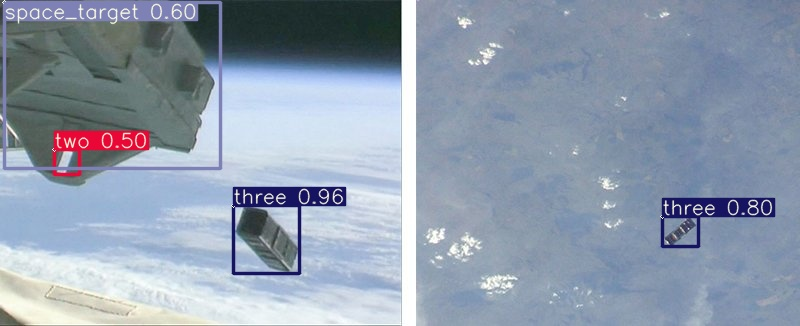 space_target 0.60
two 0.50
three 0.96
three 0.80